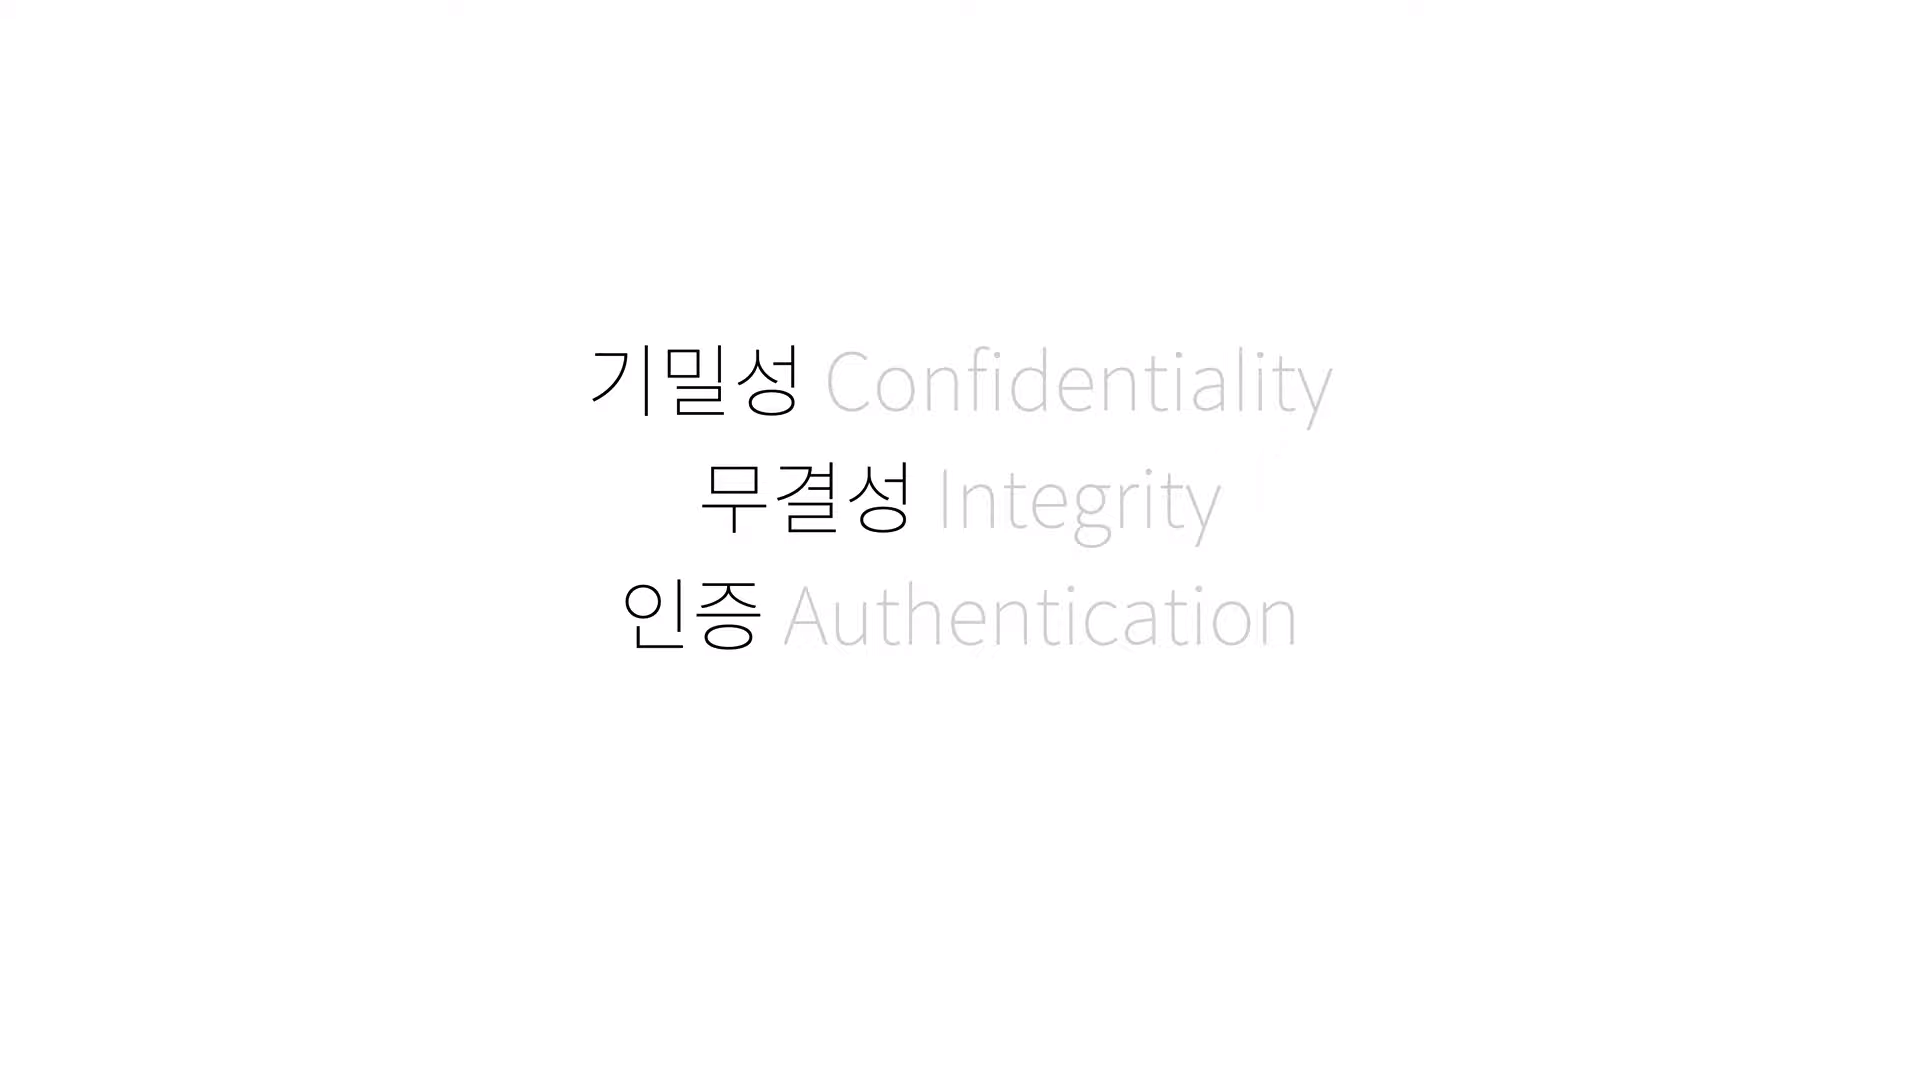 기밀성 Confidentiality
무결성 Integrity
인증 Authentication